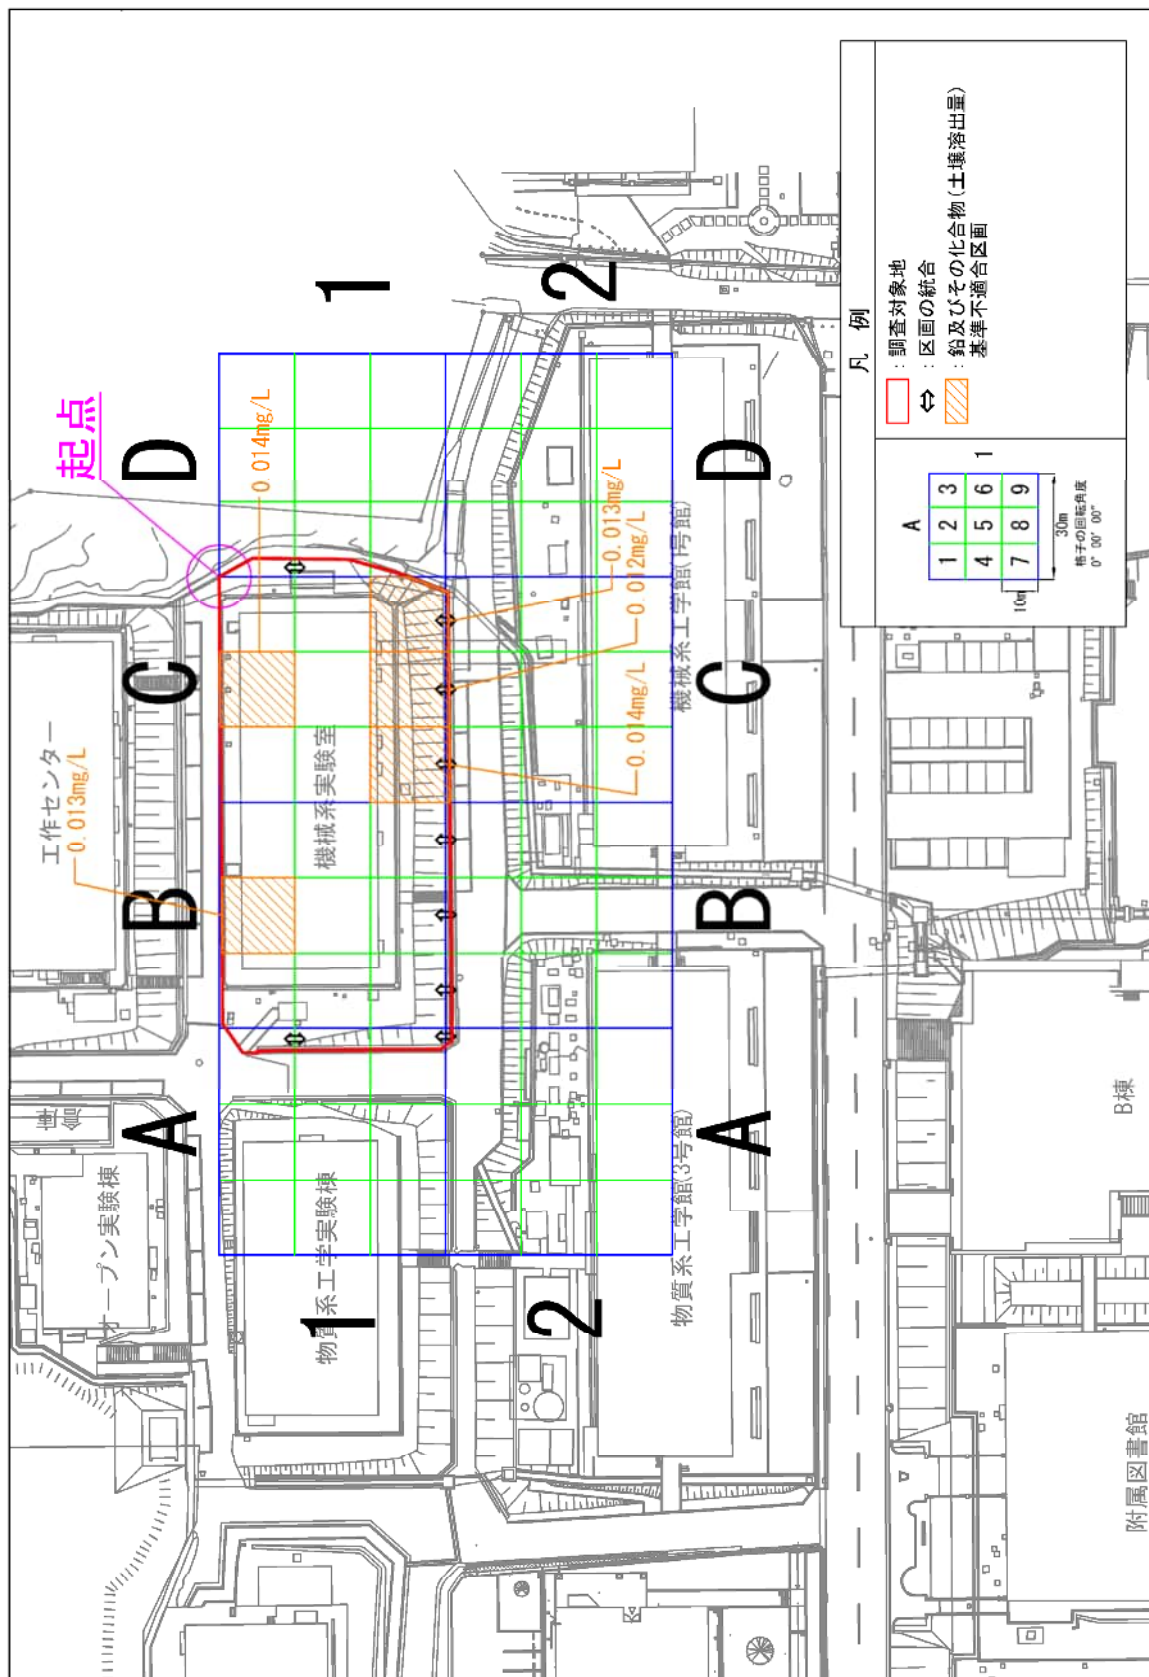 起点
A
B
C
D
1
2
1
2
A
B
C
D
工作センター
0.013mg/L
0.014mg/L
オープン実験棟
機械系実験室
物質系工学実験棟
0.014mg/L
0.012mg/L
0.013mg/L
機械系工学館(1号館)
物質系工学館(3号館)
B棟
附属図書館
凡 例
：調査対象地
：区画の統合
：鉛及びその化合物(土壌溶出量)
基準不適合区画
A
1 2 3
4 5 6
7 8 9
1
10m
30m
格子の回転角度
0° 00' 00"